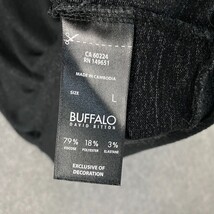 CA 60224
RN 149651
MADE IN CAMBODIA
SIZE L
BUFFALO
DAVID BITTON
79% 18% 3%
POLYESTER ELASTANE
EXCLUSIVE OF
DECORATION